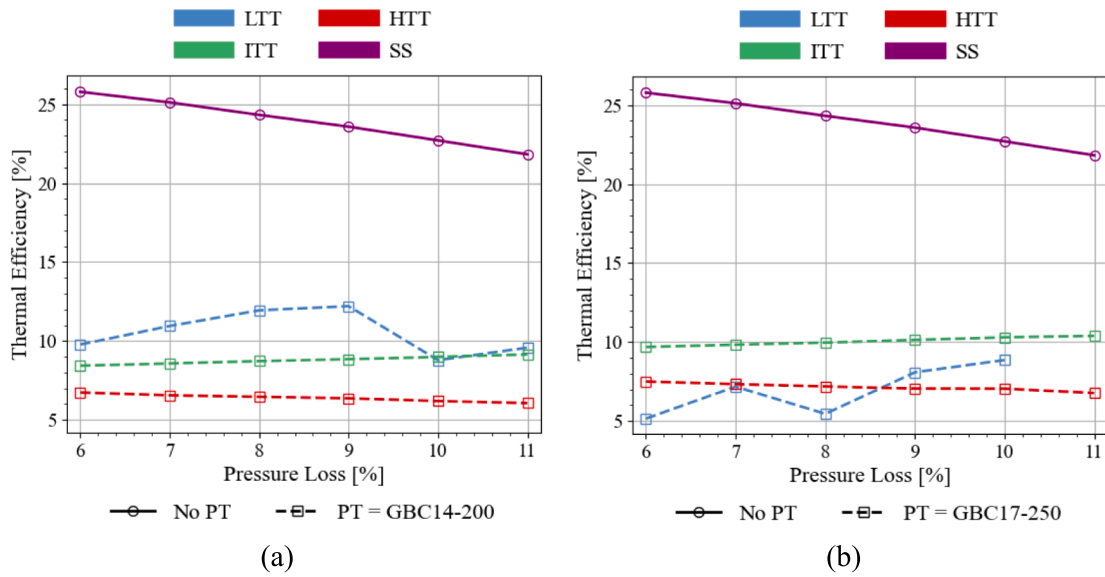 LTT HTT
ITT SS
Thermal Efficiency [%]
25
20
15
10
5
6 7 8 9 10 11
Pressure Loss [%]
No PT PT = GBC14-200
(a)
LTT HTT
ITT SS
Thermal Efficiency [%]
25
20
15
10
5
6 7 8 9 10 11
Pressure Loss [%]
No PT PT = GBC17-250
(b)